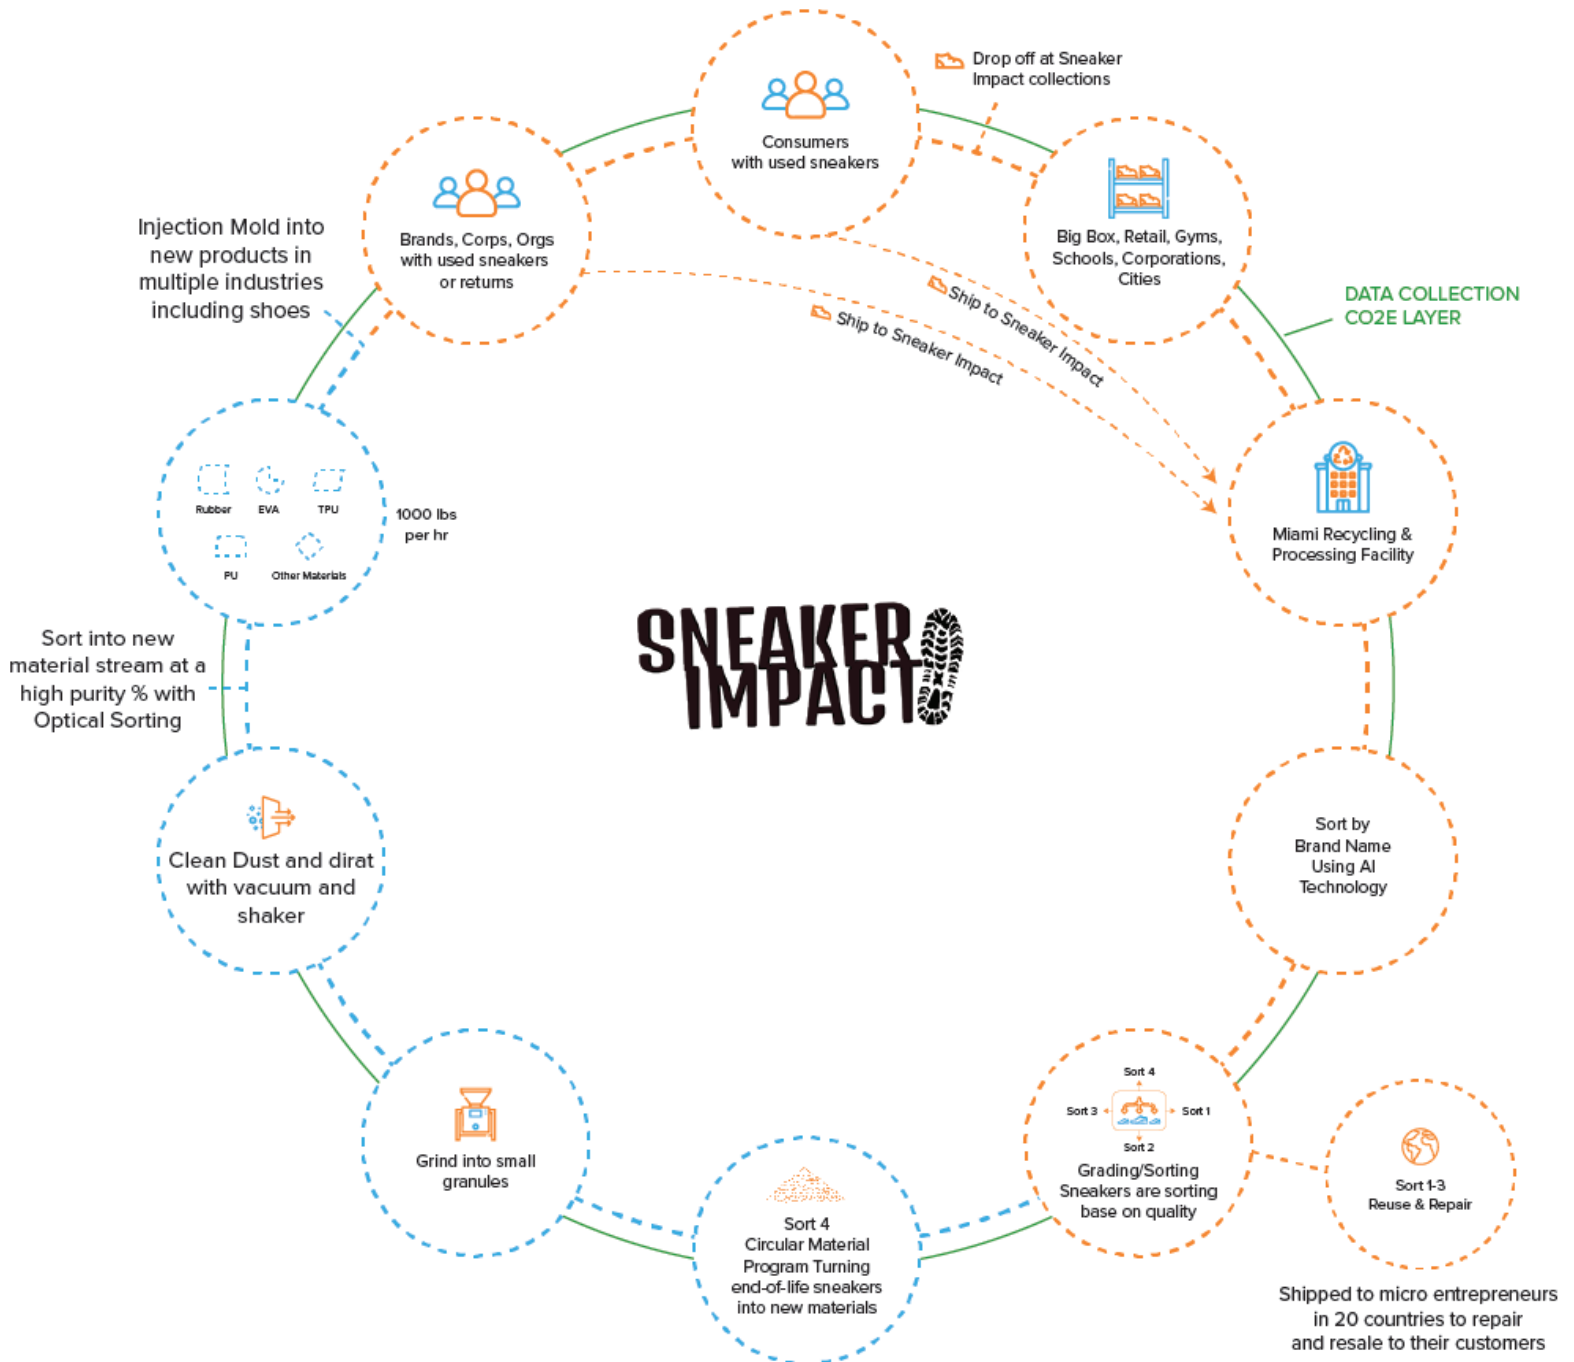 Drop off at Sneaker
Impact collections
Consumers
with used sneakers
Brands, Corps, Orgs
with used sneakers
or returns
Big Box, Retail, Gyms,
Schools, Corporations,
Cities
Injection Mold into
new products in
multiple industries
including shoes
Ship to Sneaker Impact
Ship to Sneaker Impact
DATA COLLECTION
CO2E LAYER
Rubber
EVA
TPU
PU
Other Materials
1000 lbs
per hr
Miami Recycling &
Processing Facility
SNEAKER
IMPACT
Sort into new
material stream at a
high purity % with
Optical Sorting
Clean Dust and dirat
with vacuum and
shaker
Sort by
Brand Name
Using AI
Technology
Grind into small
granules
Sort 4
Circular Material
Program Turning
end-of-life sneakers
into new materials
Sort 4
Sort 3
Sort 1
Sort 2
Grading/Sorting
Sneakers are sorting
base on quality
Sort 1-3
Reuse & Repair
Shipped to micro entrepreneurs
in 20 countries to repair
and resale to their customers